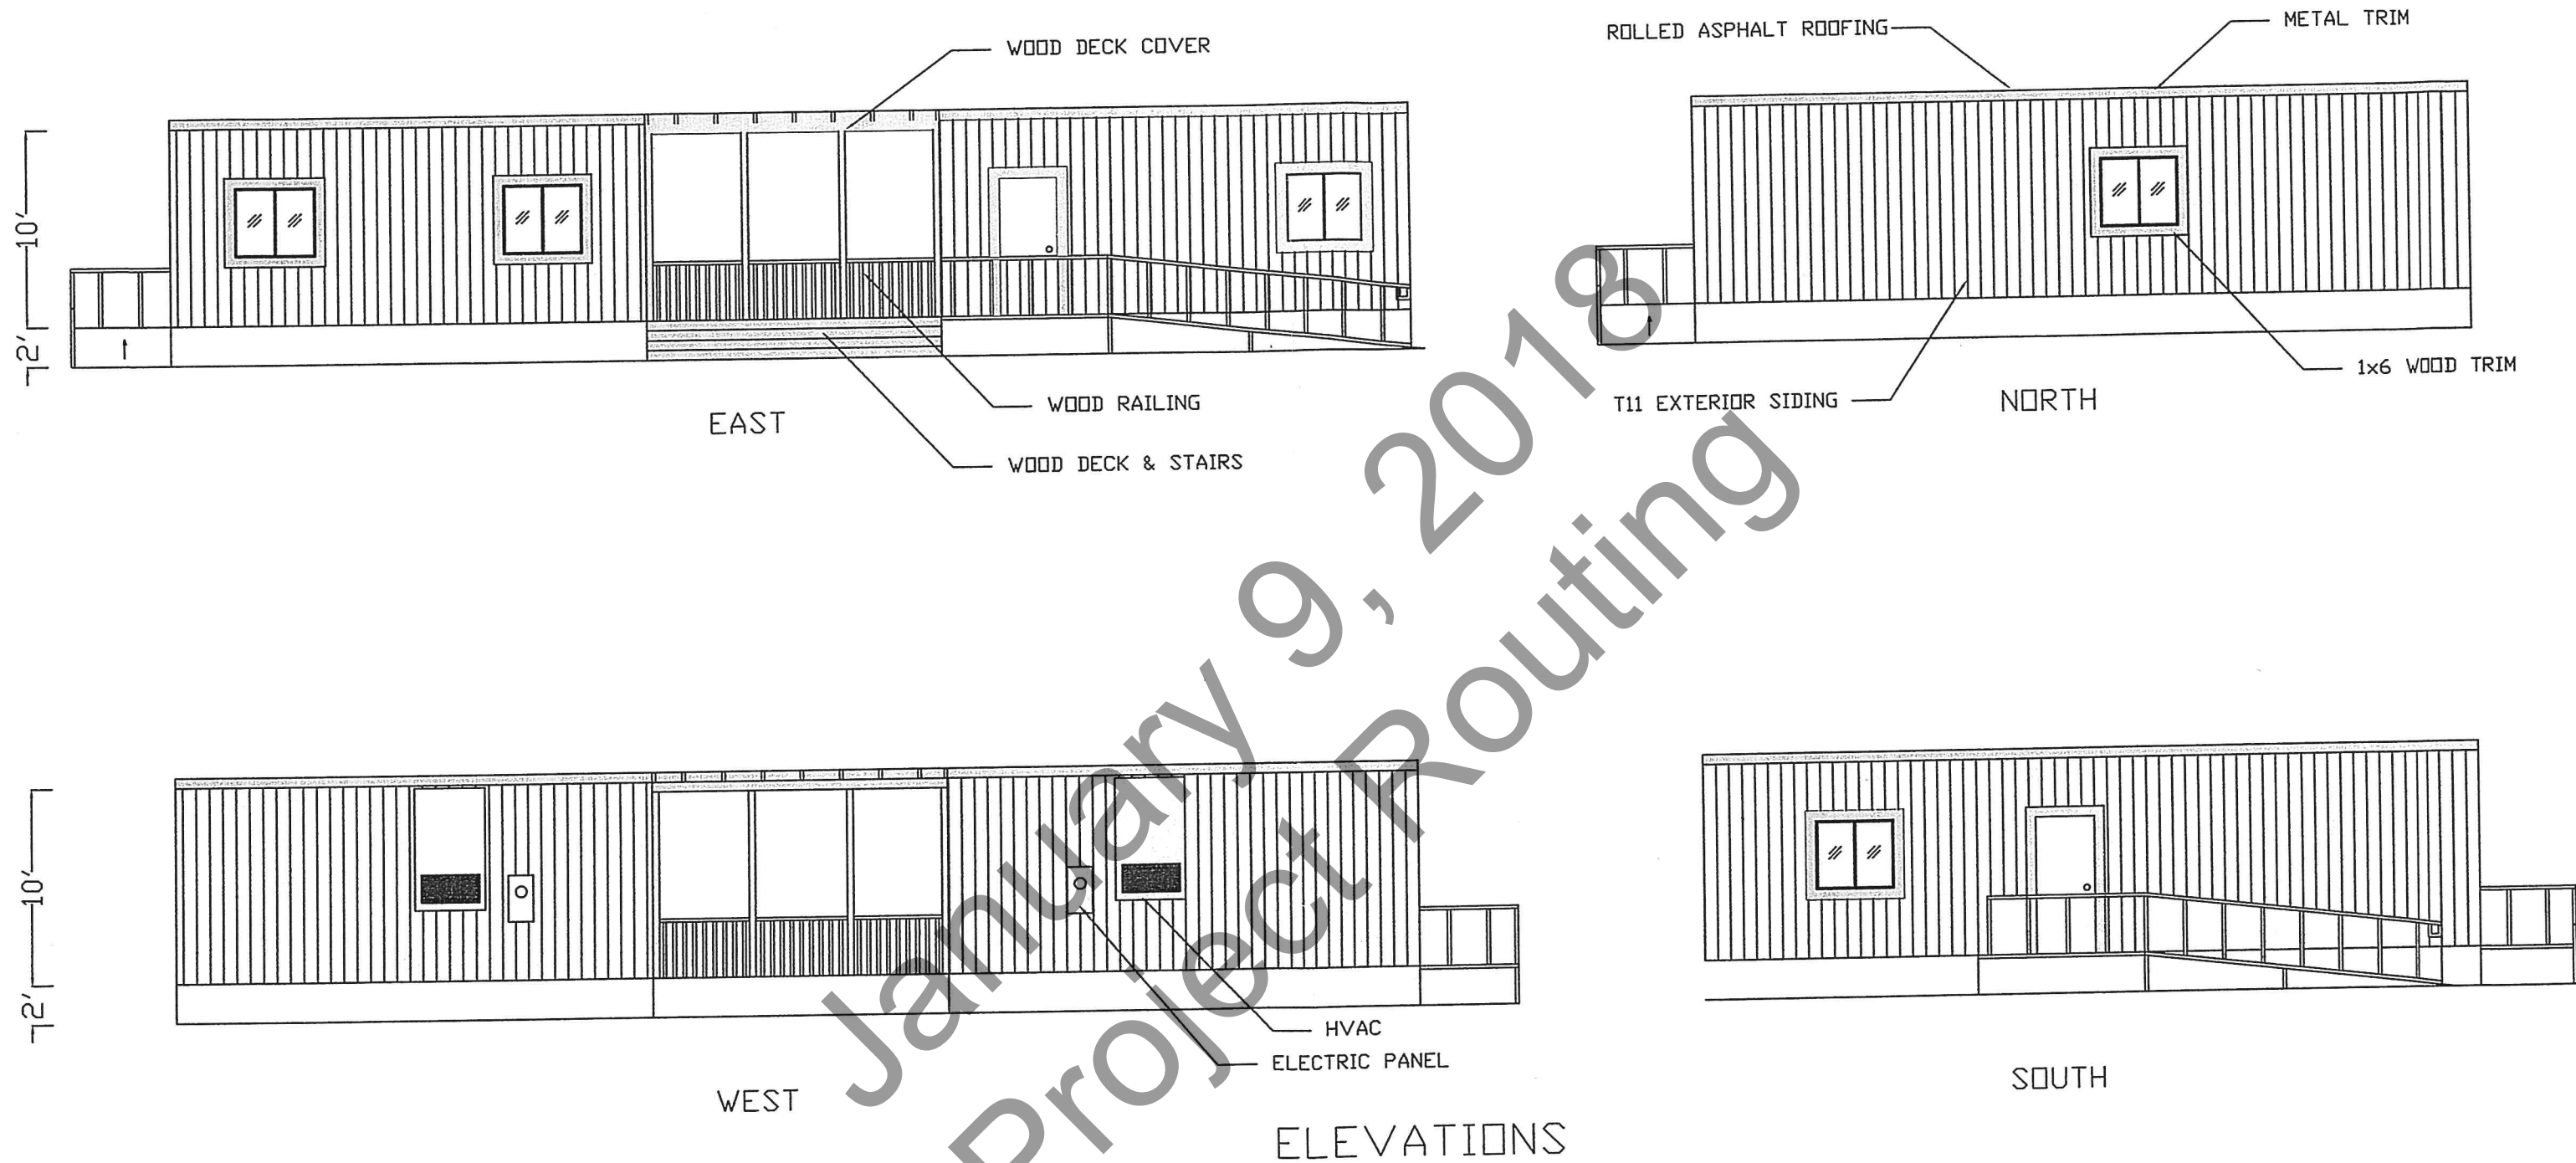 WOOD DECK COVER
ROLLED ASPHALT ROOFING
METAL TRIM
10'
2'
WOOD RAILING
EAST
WOOD DECK & STAIRS
1x6 WOOD TRIM
T11 EXTERIOR SIDING
NORTH
January 9, 2018
Project Routing
10'
2'
HVAC
ELECTRIC PANEL
WEST
SOUTH
ELEVATIONS